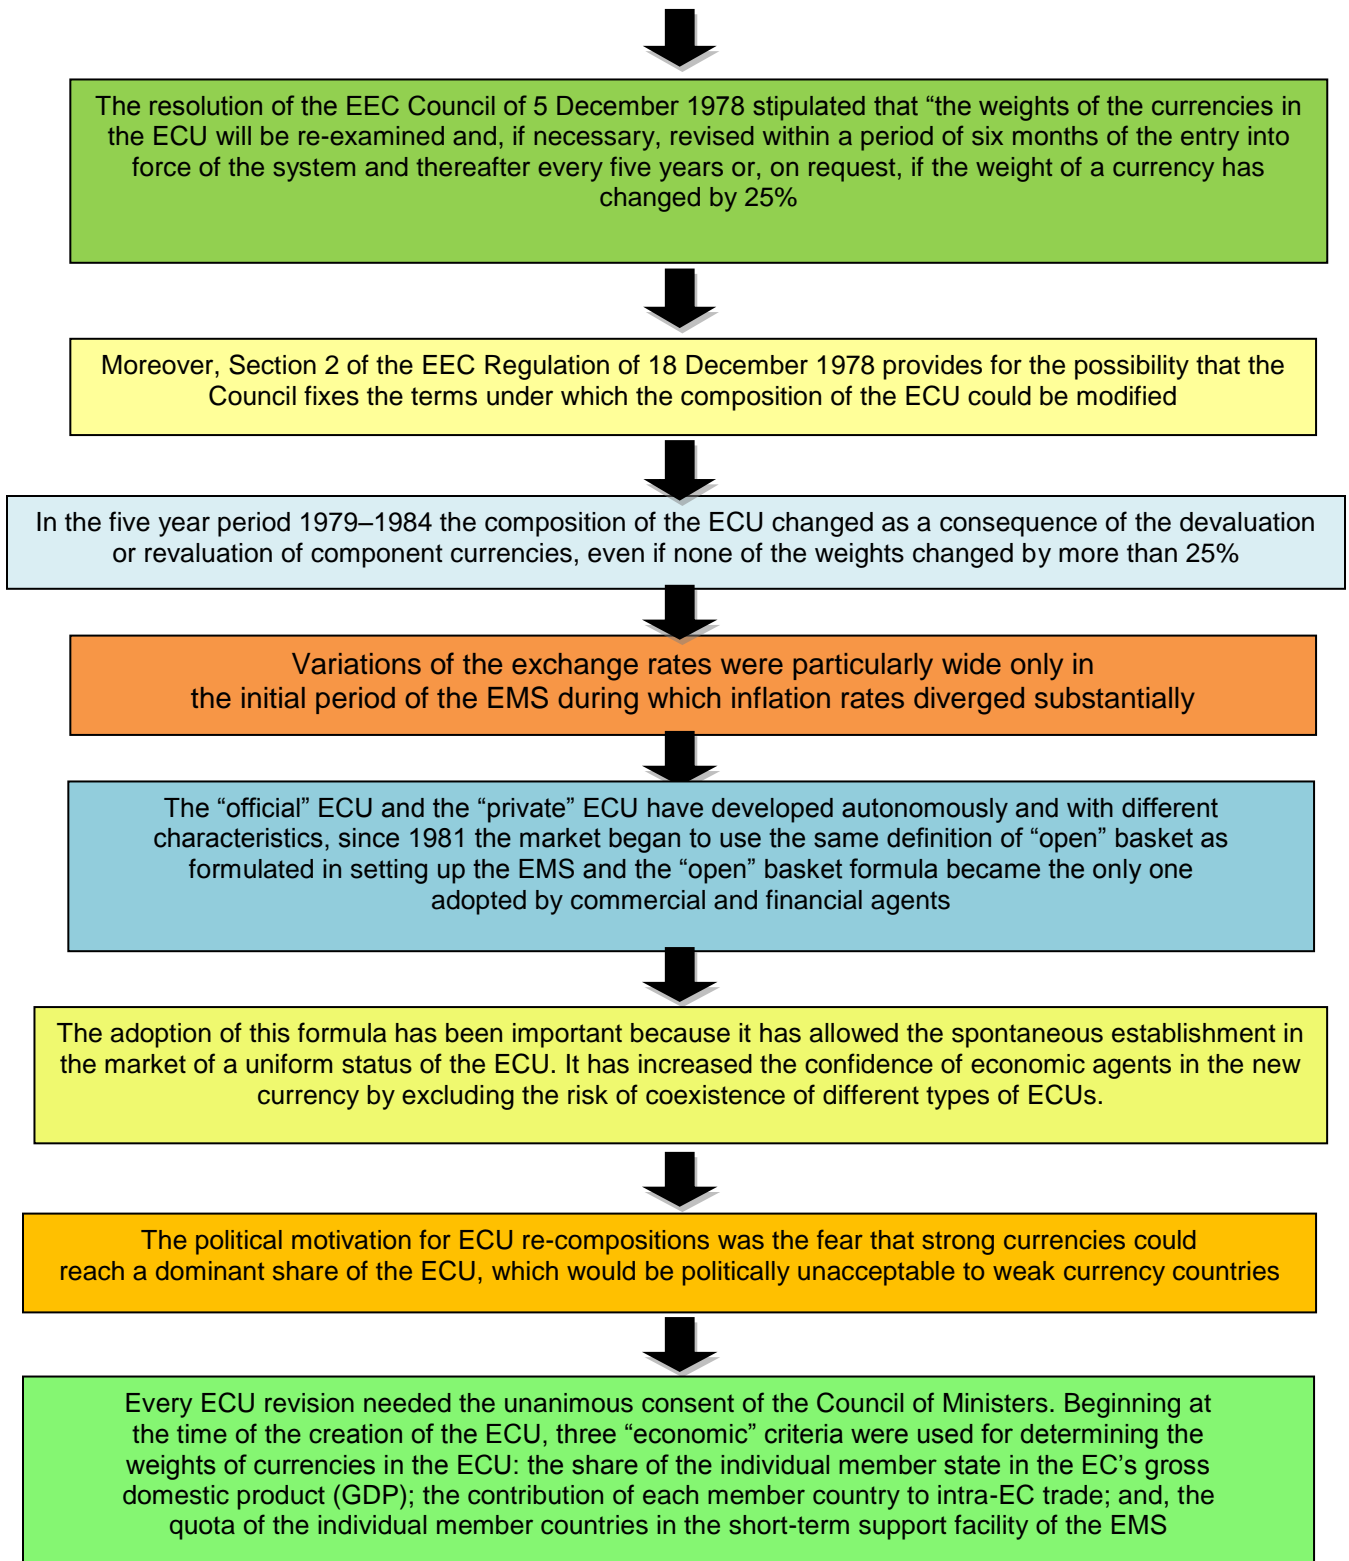 The resolution of the EEC Council of 5 December 1978 stipulated that “the weights of the currencies in
the ECU will be re-examined and, if necessary, revised within a period of six months of the entry into
force of the system and thereafter every five years or, on request, if the weight of a currency has
changed by 25%
Moreover, Section 2 of the EEC Regulation of 18 December 1978 provides for the possibility that the
Council fixes the terms under which the composition of the ECU could be modified
In the five year period 1979–1984 the composition of the ECU changed as a consequence of the devaluation
or revaluation of component currencies, even if none of the weights changed by more than 25%
Variations of the exchange rates were particularly wide only in
the initial period of the EMS during which inflation rates diverged substantially
The “official” ECU and the “private” ECU have developed autonomously and with different
characteristics, since 1981 the market began to use the same definition of “open” basket as
formulated in setting up the EMS and the “open” basket formula became the only one
adopted by commercial and financial agents
The adoption of this formula has been important because it has allowed the spontaneous establishment in
the market of a uniform status of the ECU. It has increased the confidence of economic agents in the new
currency by excluding the risk of coexistence of different types of ECUs.
The political motivation for ECU re-compositions was the fear that strong currencies could
reach a dominant share of the ECU, which would be politically unacceptable to weak currency countries
Every ECU revision needed the unanimous consent of the Council of Ministers. Beginning at
the time of the creation of the ECU, three “economic” criteria were used for determining the
weights of currencies in the ECU: the share of the individual member state in the EC’s gross
domestic product (GDP); the contribution of each member country to intra-EC trade; and, the
quota of the individual member countries in the short-term support facility of the EMS